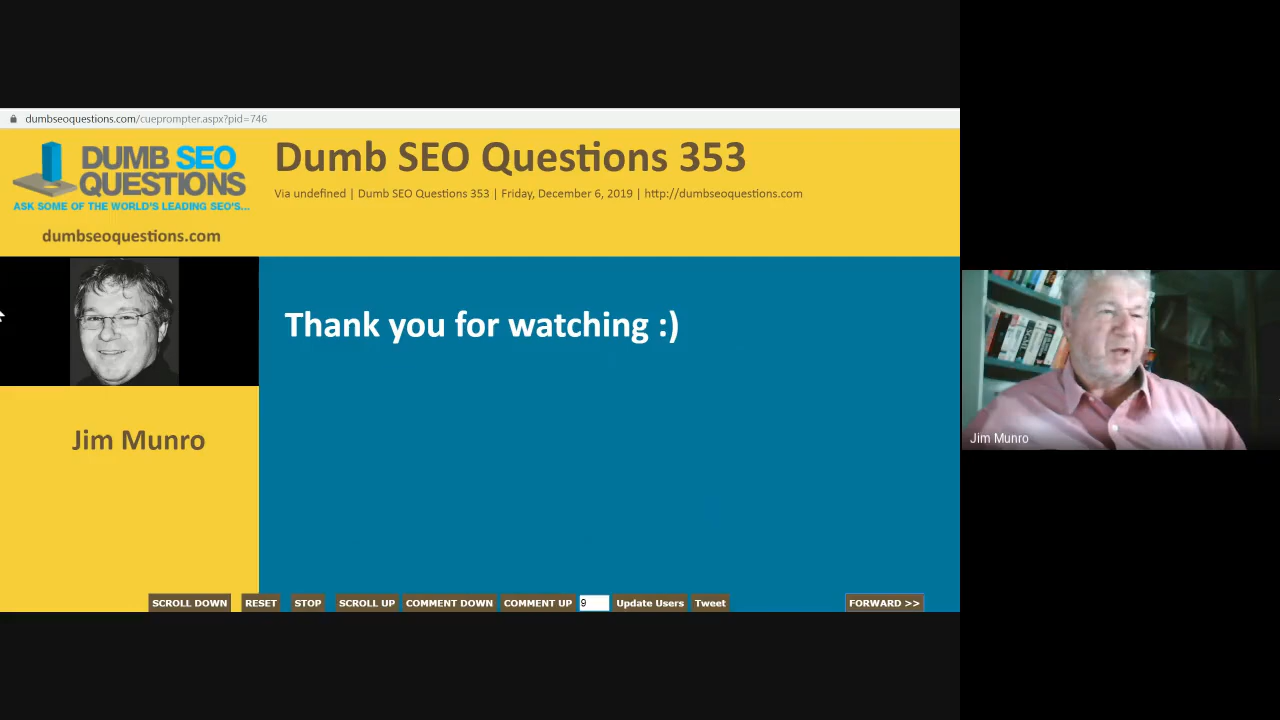 dumbseoquestions.com/cueprompter.aspx?pid=746
DUMB SEO
QUESTIONS
ASK SOME OF THE WORLD'S LEADING SEO'S...
dumbseoquestions.com
Dumb SEO Questions 353
Via undefined | Dumb SEO Questions 353 | Friday, December 6, 2019 | http://dumbseoquestions.com
Thank you for watching :)
Jim Munro
Jim Munro
SCROLL DOWN RESET STOP SCROLL UP COMMENT DOWN COMMENT UP 9 Update Users Tweet FORWARD >>